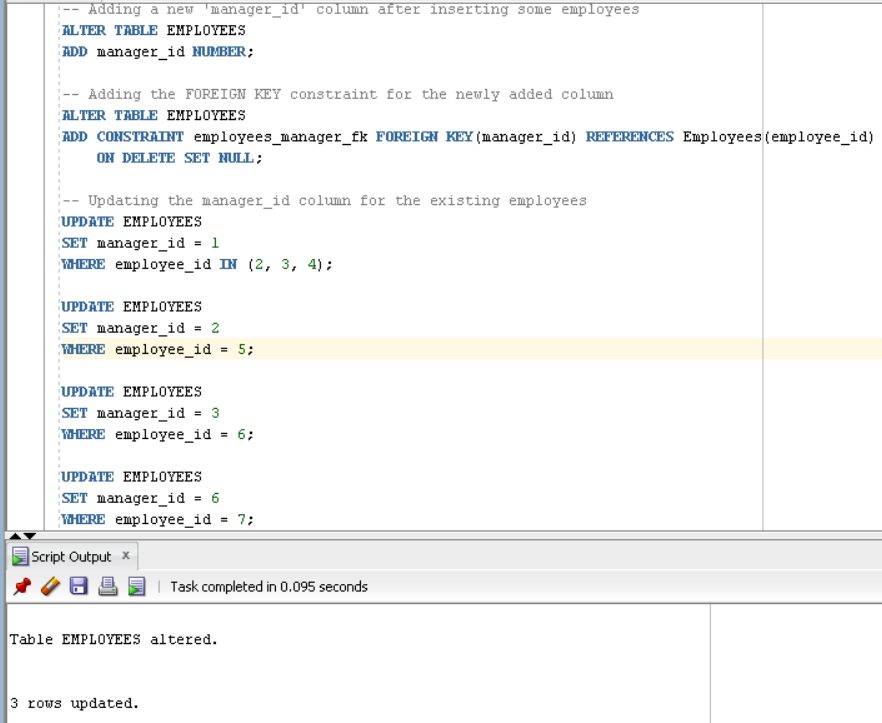 -- Adding a new 'manager_id' column after inserting some employees
ALTER TABLE EMPLOYEES
ADD manager_id NUMBER;
-- Adding the FOREIGN KEY constraint for the newly added column
ALTER TABLE EMPLOYEES
ADD CONSTRAINT employees_manager_fk FOREIGN KEY(manager_id) REFERENCES Employees(employee_id)
ON DELETE SET NULL;
-- Updating the manager_id column for the existing employees
UPDATE EMPLOYEES
SET manager_id = 1
WHERE employee_id IN (2, 3, 4);
UPDATE EMPLOYEES
SET manager_id = 2
WHERE employee_id = 5;
UPDATE EMPLOYEES
SET manager_id = 3
WHERE employee_id = 6;
UPDATE EMPLOYEES
SET manager_id = 6
WHERE employee_id = 7;
Script Output x
Task completed in 0.095 seconds
Table EMPLOYEES altered.
3 rows updated.